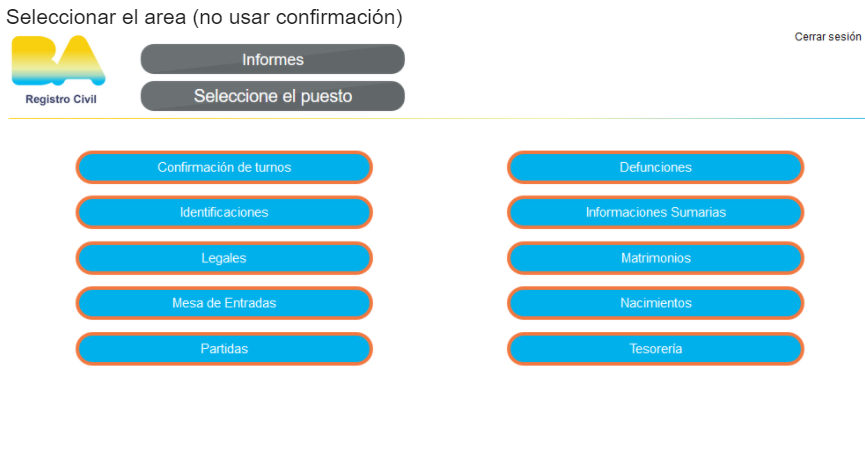 Seleccionar el area (no usar confirmación)
Cerrar sesión
BA
Registro Civil
Informes
Seleccione el puesto
Confirmación de turnos
Defunciones
Identificaciones
Informaciones Sumarias
Legales
Matrimonios
Mesa de Entradas
Nacimientos
Partidas
Tesorería